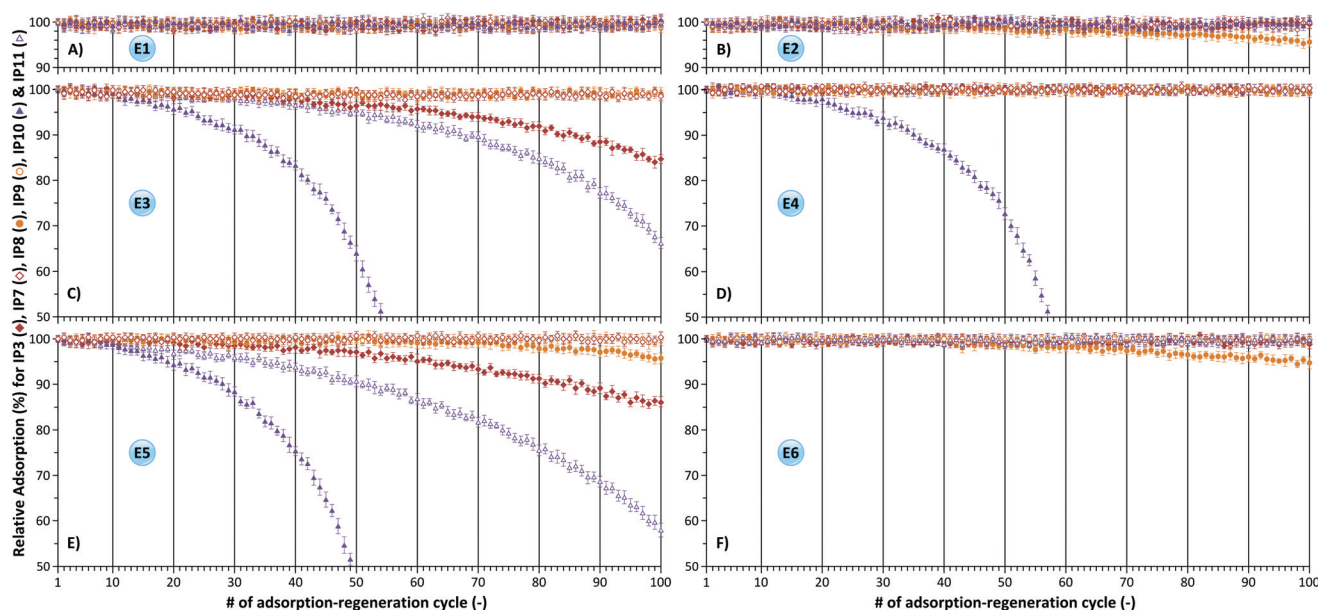 Relative Adsorption (%) for IP3 (◆), IP7 (◇), IP8 (●), IP9 (○), IP10 (▲) & IP11 (△)
100
90
A)
E1
100
90
B)
E2
100
90
80
70
60
50
C)
E3
100
90
80
70
60
50
D)
E4
100
90
80
70
60
50
E)
E5
1 10 20 30 40 50 60 70 80 90 100
# of adsorption-regeneration cycle (-)
100
90
80
70
60
50
F)
E6
1 10 20 30 40 50 60 70 80 90 100
# of adsorption-regeneration cycle (-)